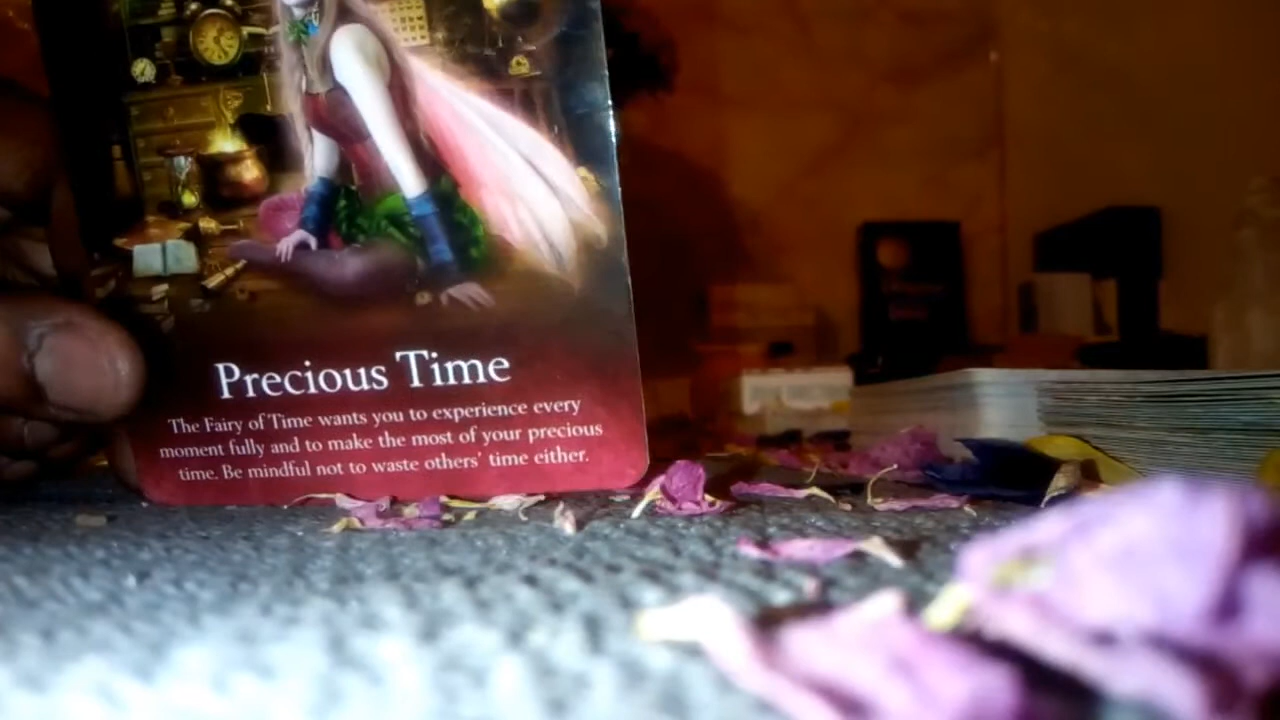 Precious Time
The Fairy of Time wants you to experience every
moment fully and to make the most of your precious
time. Be mindful not to waste others' time either.